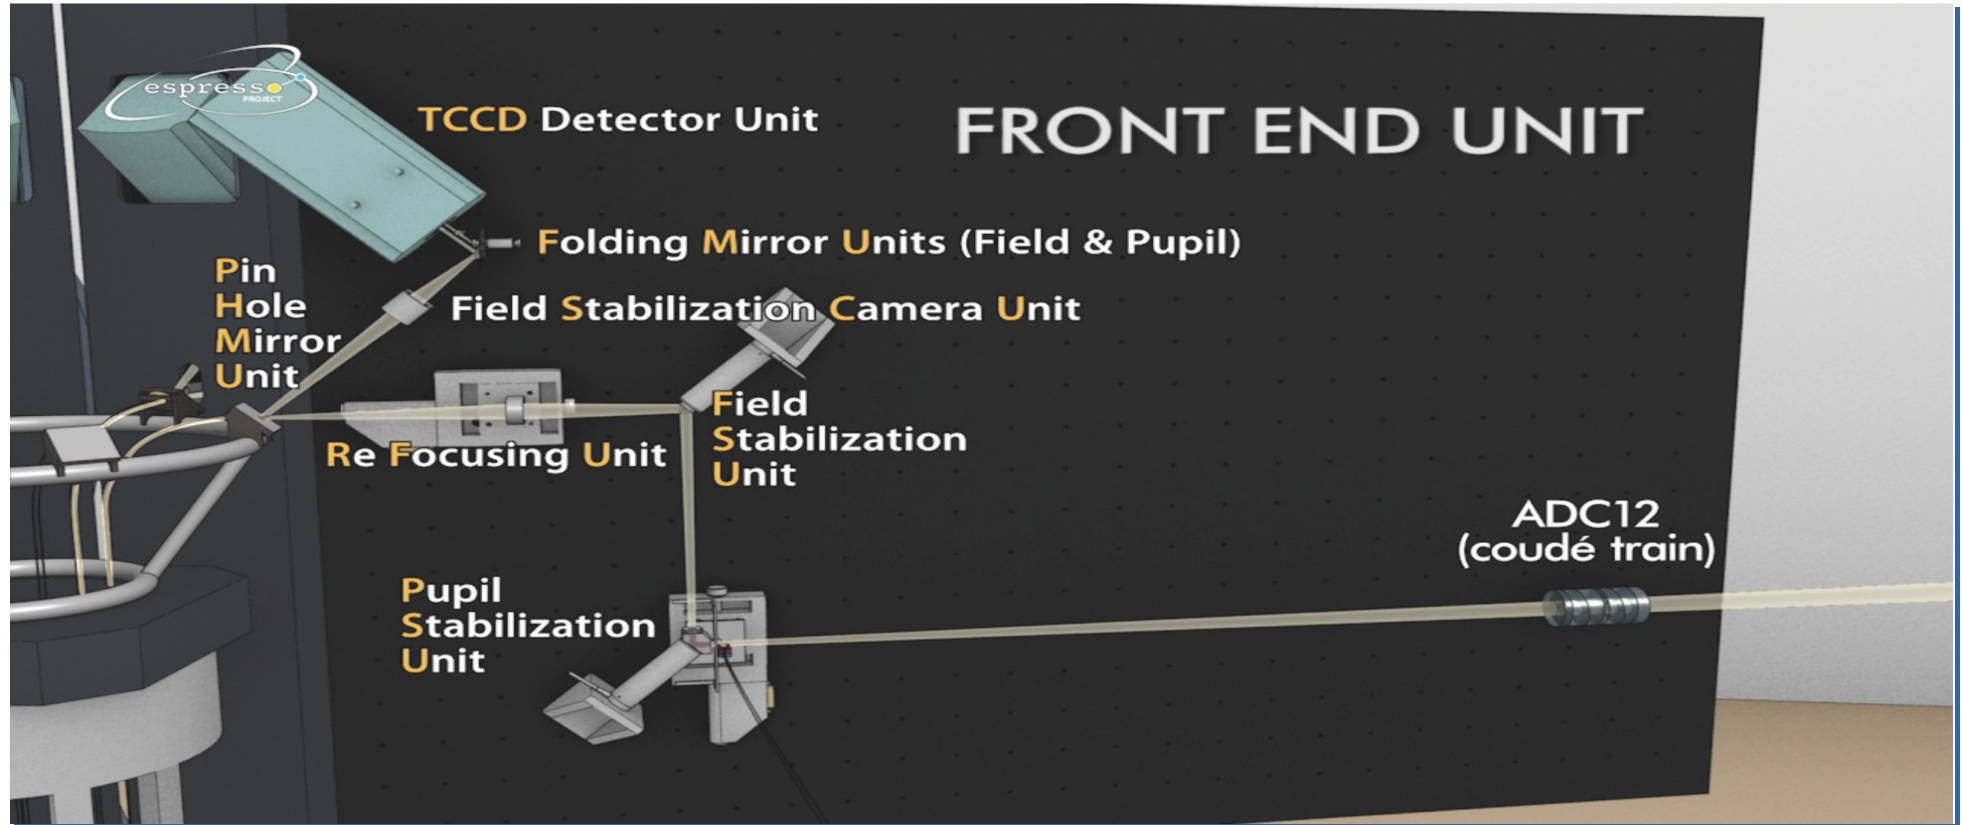 espresso
PROJECT
TCCD Detector Unit
FRONT END UNIT
Folding Mirror Units (Field & Pupil)
Pin
Hole
Mirror
Unit
Field Stabilization Camera Unit
Field
Stabilization
Unit
Re Focusing Unit
ADC12
(coudé train)
Pupil
Stabilization
Unit